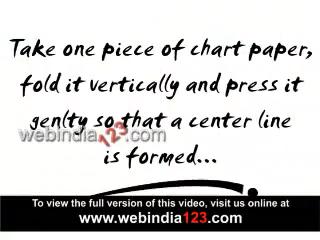 Take one piece of chart paper,
fold it vertically and press it
genlty so that a center line
webindia123.com
is formed...
To view the full version of this video, visit us online at
www.webindia123.com